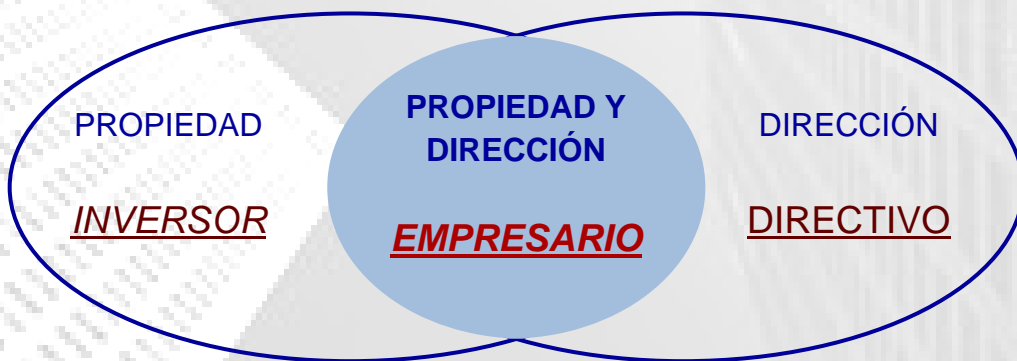 PROPIEDAD
INVERSOR
PROPIEDAD Y
DIRECCIÓN
EMPRESARIO
DIRECCIÓN
DIRECTIVO